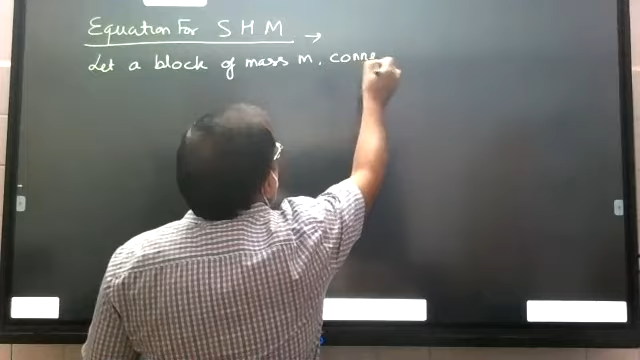 Equation For S H M →
Let a block of mass m, conne